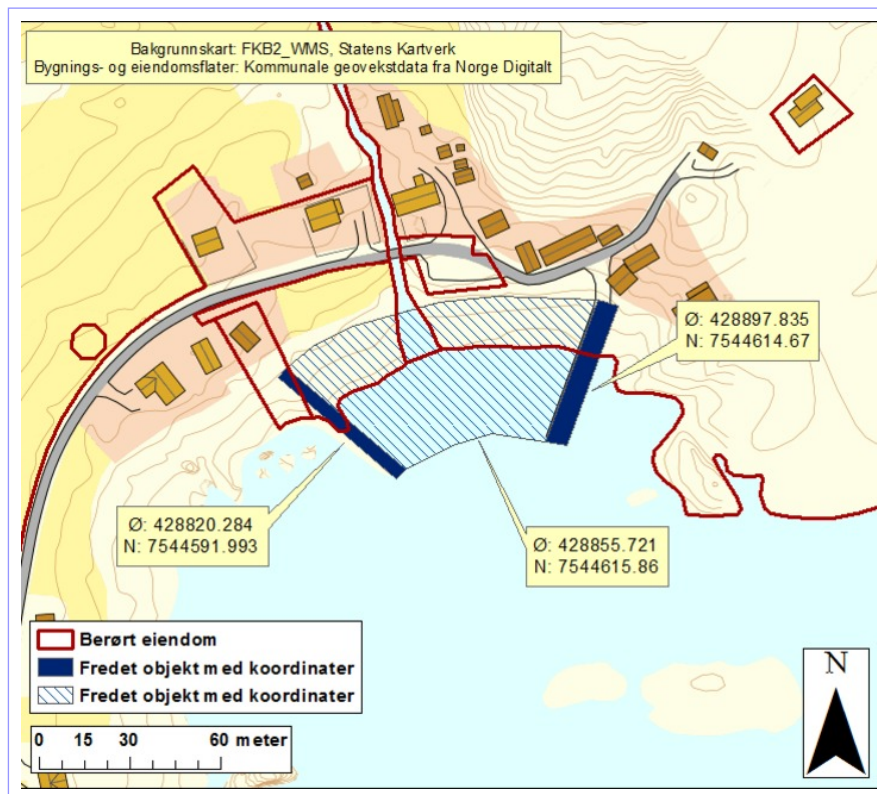 Bakgrunnskart: FKB2_WMS, Statens Kartverk
Bygnings- og eiendomsflater: Kommunale geovekstdata fra Norge Digitalt
Ø: 428897.835
N: 7544614.67
Ø: 428820.284
N: 7544591.993
Ø: 428855.721
N: 7544615.86
Berørt eiendom
Fredet objekt med koordinater
Fredet objekt med koordinater
0 15 30 60 meter
N